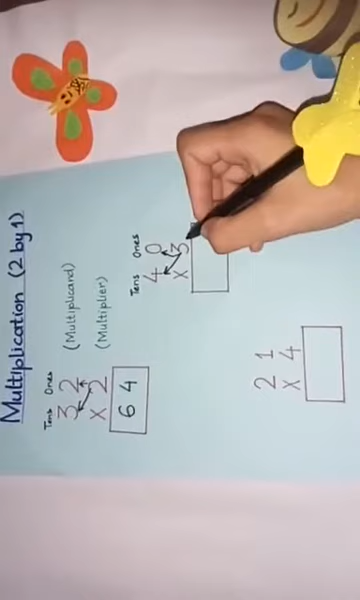 Multiplication (2 by 1)
Tens Ones
3 2 (Multiplicand)
x 2 (Multiplier)
6 4
Tens Ones
4 0
x 3
2 1
x 4